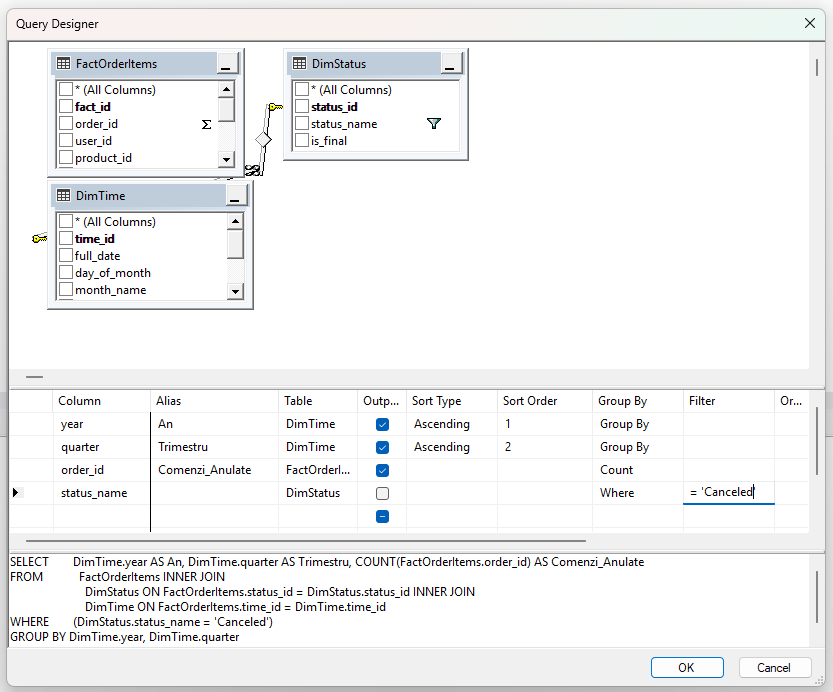 Query Designer
FactOrderItems
* (All Columns)
fact_id
order_id
user_id
product_id
DimStatus
* (All Columns)
status_id
status_name
is_final
DimTime
* (All Columns)
time_id
full_date
day_of_month
month_name
Column Alias Table Outp... Sort Type Sort Order Group By Filter Or...
year An DimTime Ascending 1 Group By
quarter Trimestru DimTime Ascending 2 Group By
order_id Comenzi_Anulate FactOrderI... Count
status_name DimStatus Where = 'Canceled'
SELECT DimTime.year AS An, DimTime.quarter AS Trimestru, COUNT(FactOrderItems.order_id) AS Comenzi_Anulate
FROM FactOrderItems INNER JOIN
DimStatus ON FactOrderItems.status_id = DimStatus.status_id INNER JOIN
DimTime ON FactOrderItems.time_id = DimTime.time_id
WHERE (DimStatus.status_name = 'Canceled')
GROUP BY DimTime.year, DimTime.quarter
OK Cancel